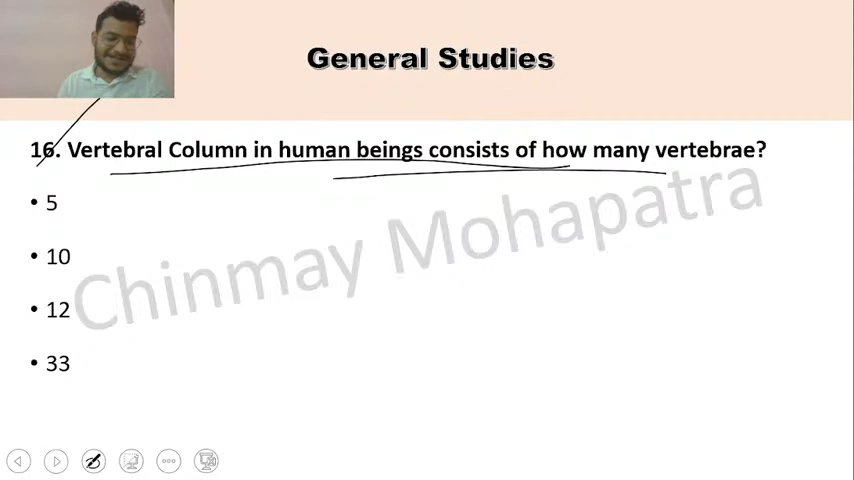 General Studies
16. Vertebral Column in human beings consists of how many vertebrae?
• 5
• 10
• 12
• 33
Chinmay Mohapatra